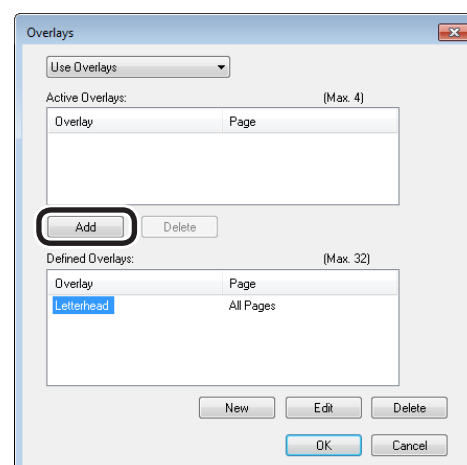 Overlays
Use Overlays
Active Overlays: (Max. 4)
Overlay Page
Add Delete
Defined Overlays: (Max. 32)
Overlay Page
Letterhead All Pages
New Edit Delete
OK Cancel